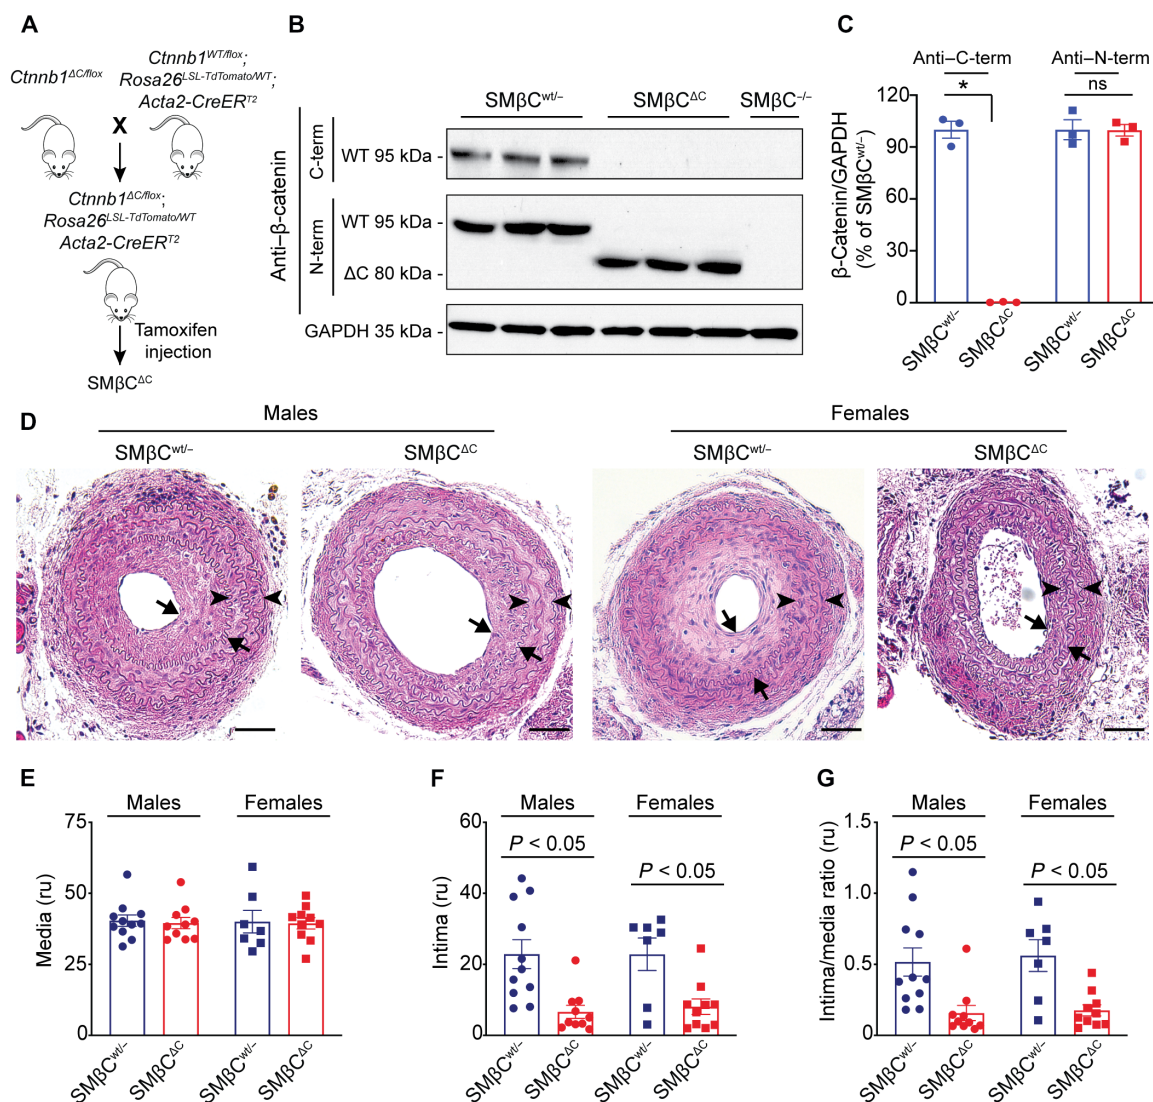 A
Ctnnb1ΔC/flox
Ctnnb1WT/flox;
Rosa26LSL-TdTomato/WT;
Acta2-CreERT2
X
Ctnnb1ΔC/flox;
Rosa26LSL-TdTomato/WT
Acta2-CreERT2
Tamoxifen
injection
SMβCΔC
B
SMβCwt/– SMβCΔC SMβC–/–
Anti–β-catenin
C-term
WT 95 kDa -
N-term
WT 95 kDa -
ΔC 80 kDa -
GAPDH 35 kDa -
C
Anti–C-term Anti–N-term
* ns
β-Catenin/GAPDH
(% of SMβCwt/–)
120
90
60
30
0
SMβCwt/– SMβCΔC SMβCwt/– SMβCΔC
D
Males Females
SMβCwt/– SMβCΔC SMβCwt/– SMβCΔC
E
Males Females
Media (ru)
75
50
25
0
SMβCwt/– SMβCΔC SMβCwt/– SMβCΔC
F
Males Females
P < 0.05
P < 0.05
Intima (ru)
60
40
20
0
SMβCwt/– SMβCΔC SMβCwt/– SMβCΔC
G
Males Females
P < 0.05
P < 0.05
Intima/media ratio (ru)
1.5
1.0
0.5
0
SMβCwt/– SMβCΔC SMβCwt/– SMβCΔC